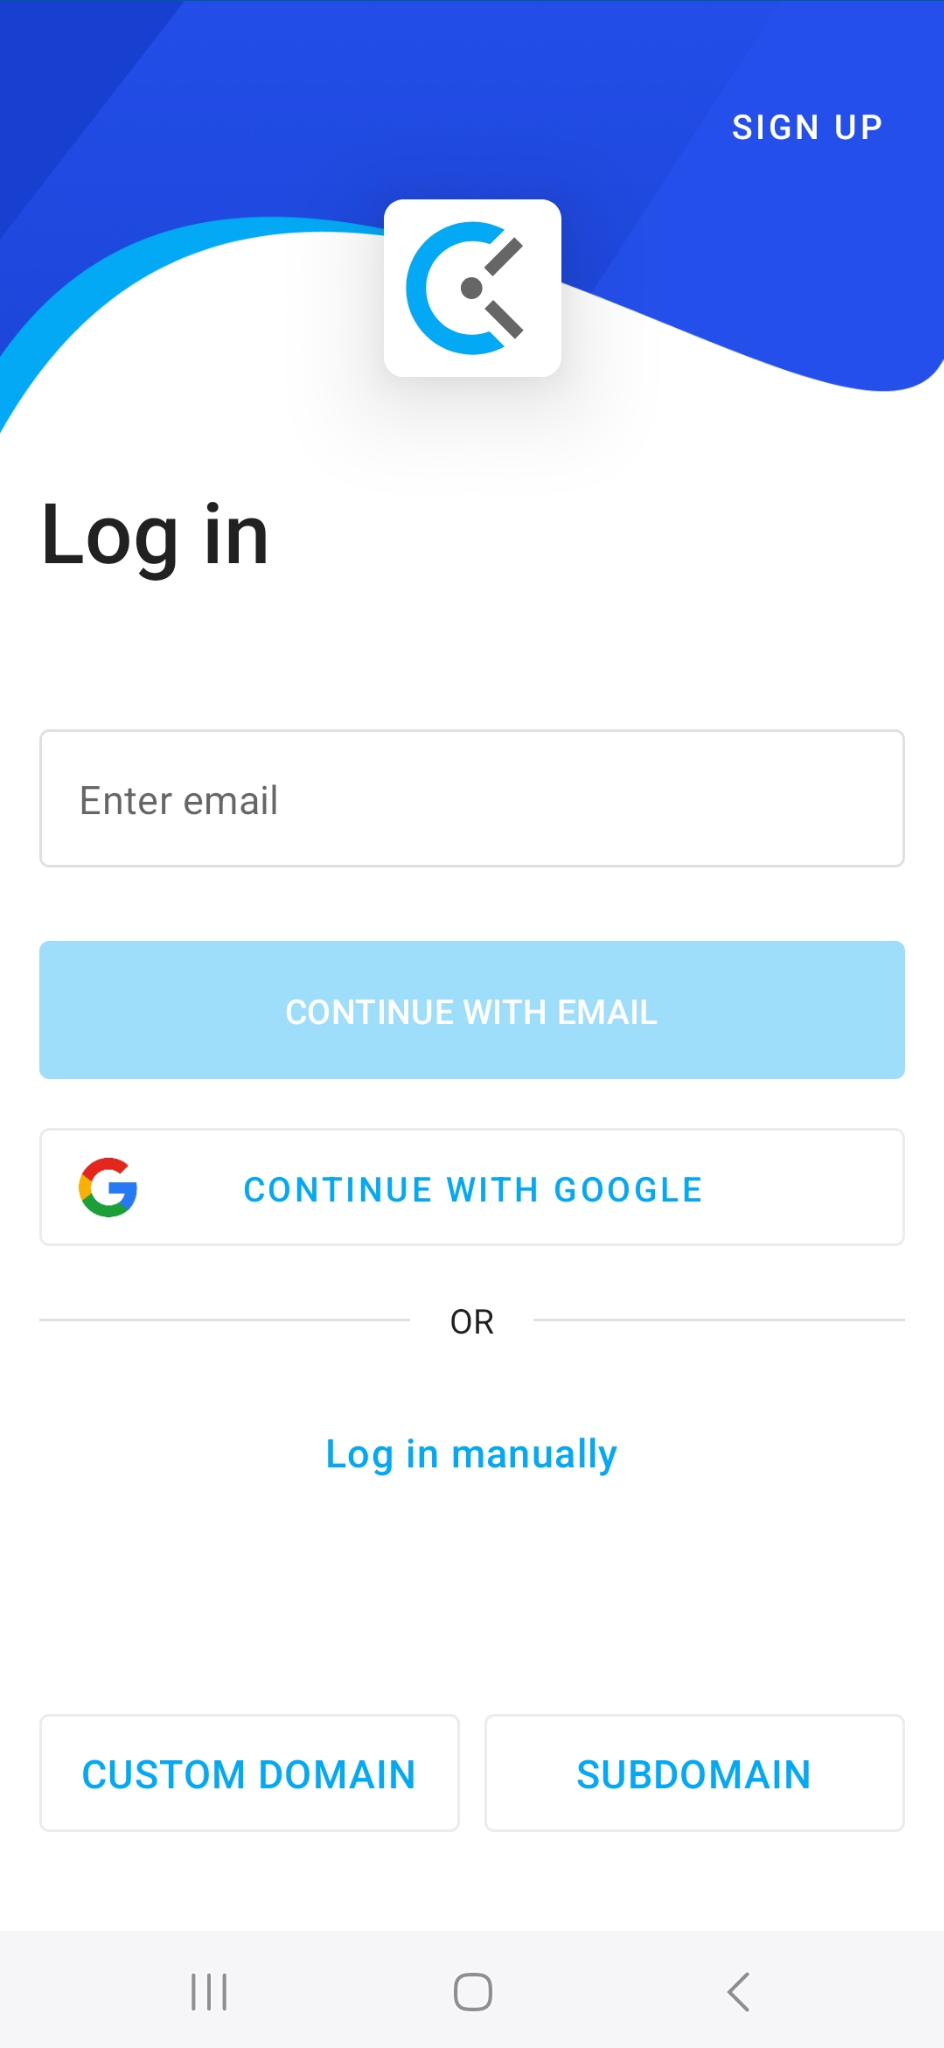 SIGN UP
Log in
Enter email
CONTINUE WITH EMAIL
CONTINUE WITH GOOGLE
OR
Log in manually
CUSTOM DOMAIN
SUBDOMAIN